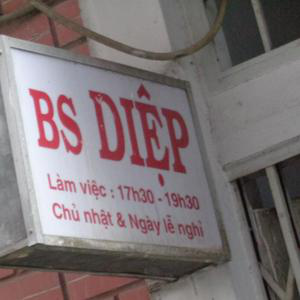 BS DIỆP
Làm việc : 17h30 - 19h30
Chủ nhật & Ngày lễ nghỉ